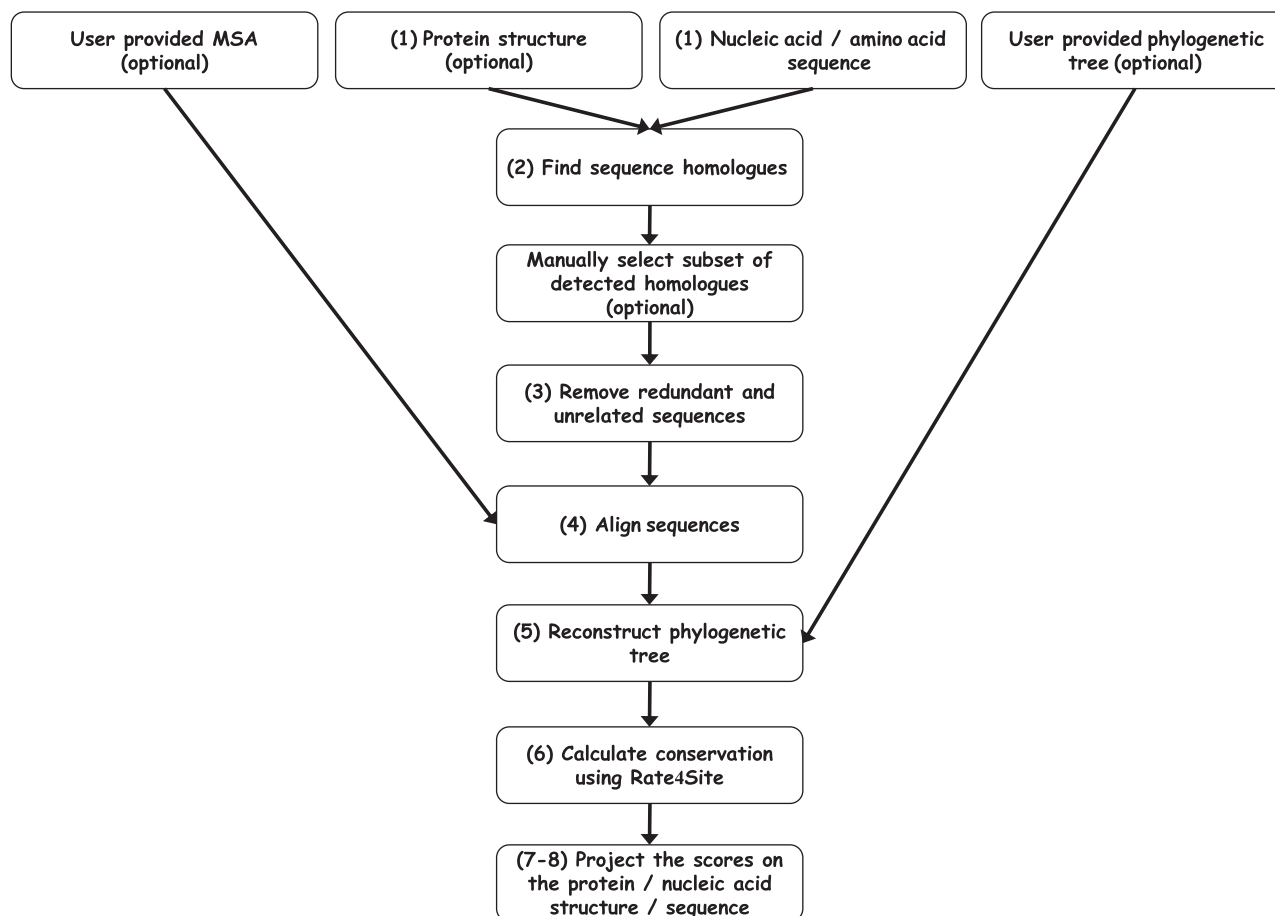 User provided MSA
(optional)
(1) Protein structure
(optional)
(1) Nucleic acid / amino acid
sequence
User provided phylogenetic
tree (optional)
(2) Find sequence homologues
Manually select subset of
detected homologues
(optional)
(3) Remove redundant and
unrelated sequences
(4) Align sequences
(5) Reconstruct phylogenetic
tree
(6) Calculate conservation
using Rate4Site
(7-8) Project the scores on
the protein / nucleic acid
structure / sequence